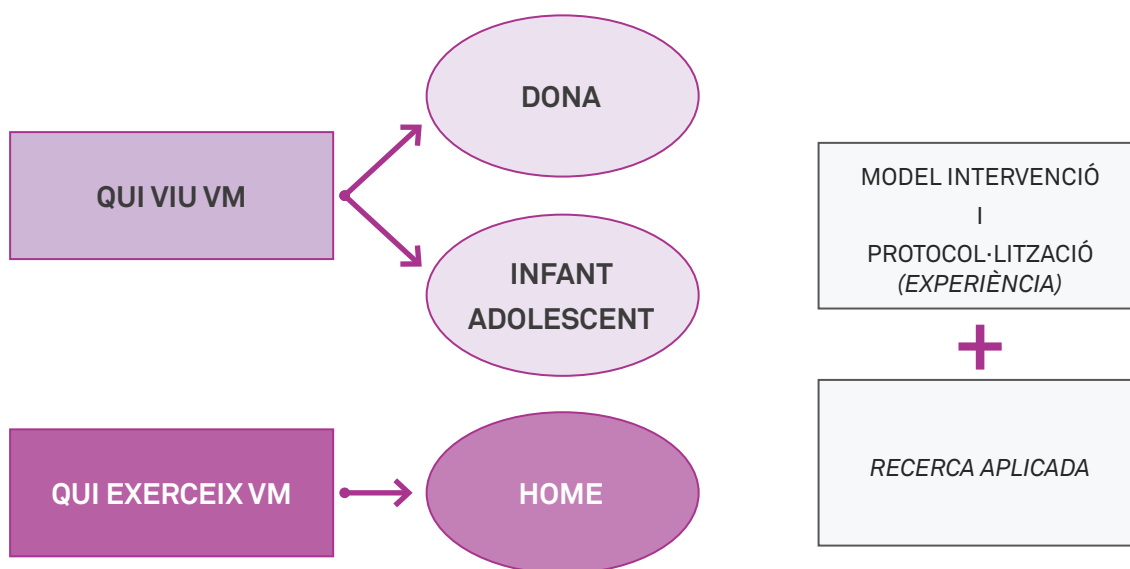 DONA
QUI VIU VM
INFANT
ADOLESCENT
QUI EXERCEIX VM
HOME
MODEL INTERVENCIÓ
I
PROTOCOL·LITZACIÓ
(EXPERIÈNCIA)
+
RECERCA APLICADA